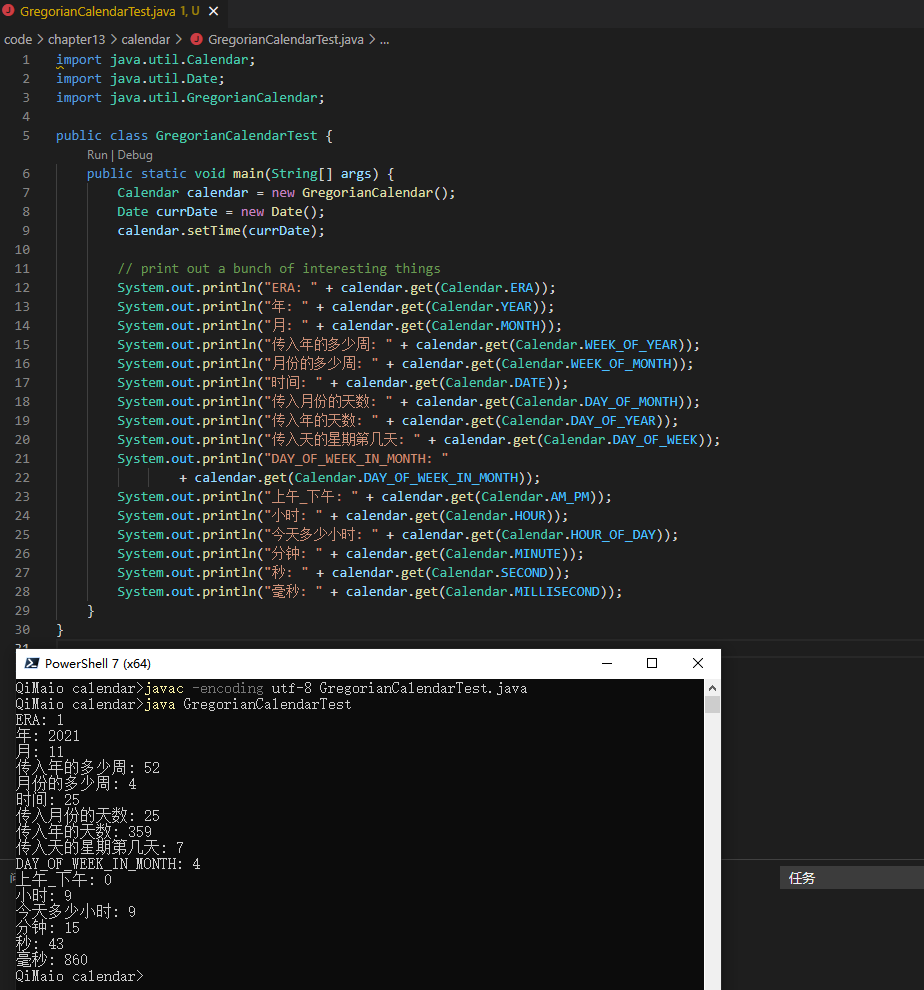 GregorianCalendarTest.java 1, U
code > chapter13 > calendar > GregorianCalendarTest.java > ...
1 import java.util.Calendar;
2 import java.util.Date;
3 import java.util.GregorianCalendar;
4
5 public class GregorianCalendarTest {
Run | Debug
6 public static void main(String[] args) {
7 Calendar calendar = new GregorianCalendar();
8 Date currDate = new Date();
9 calendar.setTime(currDate);
10
11 // print out a bunch of interesting things
12 System.out.println("ERA: " + calendar.get(Calendar.ERA));
13 System.out.println("年: " + calendar.get(Calendar.YEAR));
14 System.out.println("月: " + calendar.get(Calendar.MONTH));
15 System.out.println("传入年的多少周: " + calendar.get(Calendar.WEEK_OF_YEAR));
16 System.out.println("月份的多少周: " + calendar.get(Calendar.WEEK_OF_MONTH));
17 System.out.println("时间: " + calendar.get(Calendar.DATE));
18 System.out.println("传入月份的天数: " + calendar.get(Calendar.DAY_OF_MONTH));
19 System.out.println("传入年的天数: " + calendar.get(Calendar.DAY_OF_YEAR));
20 System.out.println("传入天的星期第几天: " + calendar.get(Calendar.DAY_OF_WEEK));
21 System.out.println("DAY_OF_WEEK_IN_MONTH: "
22 + calendar.get(Calendar.DAY_OF_WEEK_IN_MONTH));
23 System.out.println("上午_下午: " + calendar.get(Calendar.AM_PM));
24 System.out.println("小时: " + calendar.get(Calendar.HOUR));
25 System.out.println("今天多少小时: " + calendar.get(Calendar.HOUR_OF_DAY));
26 System.out.println("分钟: " + calendar.get(Calendar.MINUTE));
27 System.out.println("秒: " + calendar.get(Calendar.SECOND));
28 System.out.println("毫秒: " + calendar.get(Calendar.MILLISECOND));
29 }
30 }
31
PowerShell 7 (x64)
QiMaio calendar>javac -encoding utf-8 GregorianCalendarTest.java
QiMaio calendar>java GregorianCalendarTest
ERA: 1
年: 2021
月: 11
传入年的多少周: 52
月份的多少周: 4
时间: 25
传入月份的天数: 25
传入年的天数: 359
传入天的星期第几天: 7
DAY_OF_WEEK_IN_MONTH: 4
上午_下午: 0
小时: 9
今天多少小时: 9
分钟: 15
秒: 43
毫秒: 860
QiMaio calendar>
任务